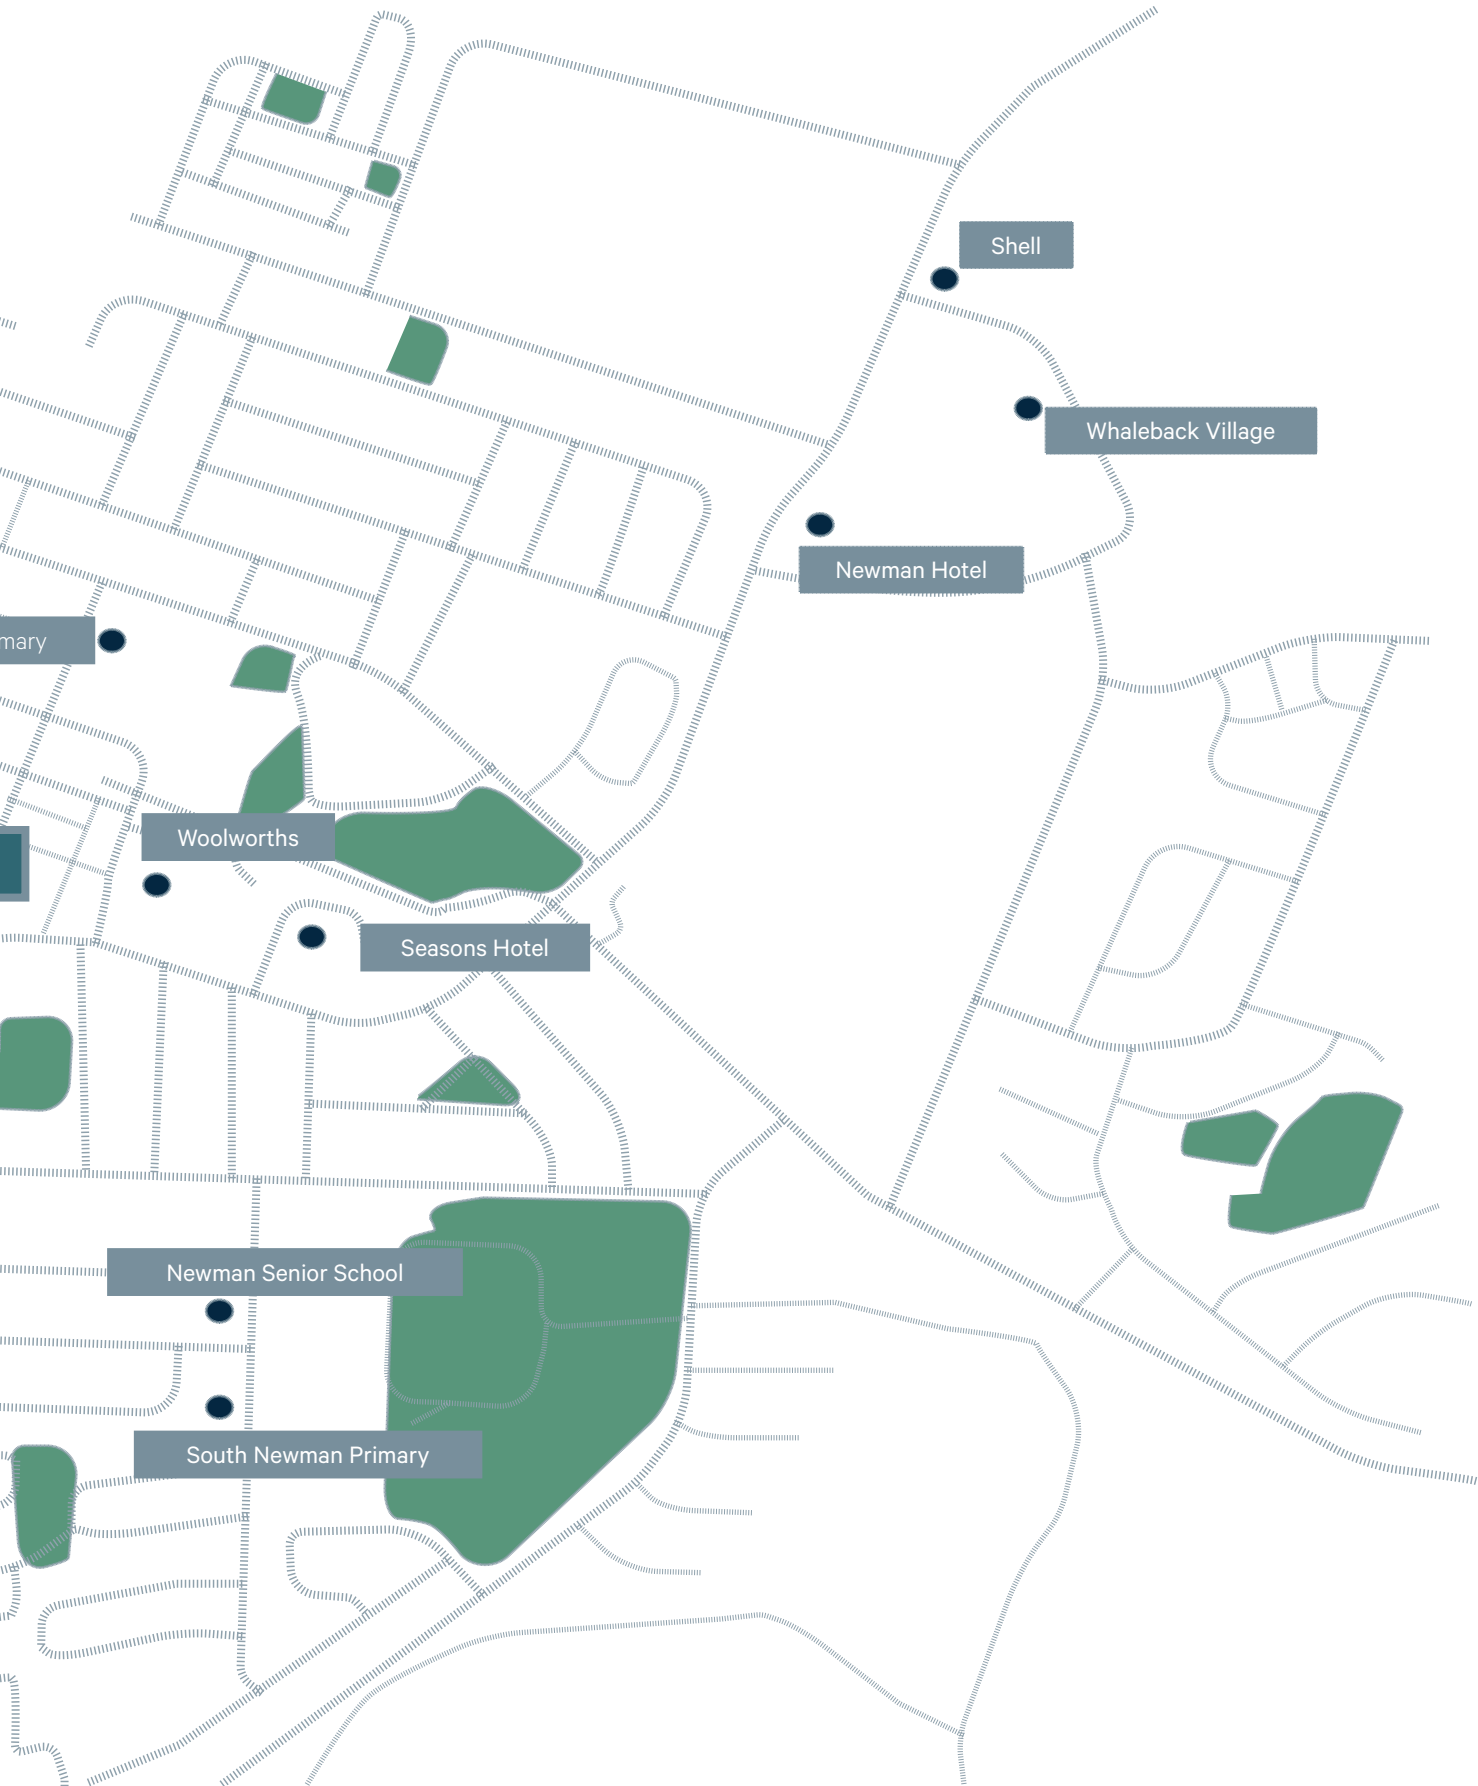 Shell
Whaleback Village
Newman Hotel
mary
Woolworths
Seasons Hotel
Newman Senior School
South Newman Primary